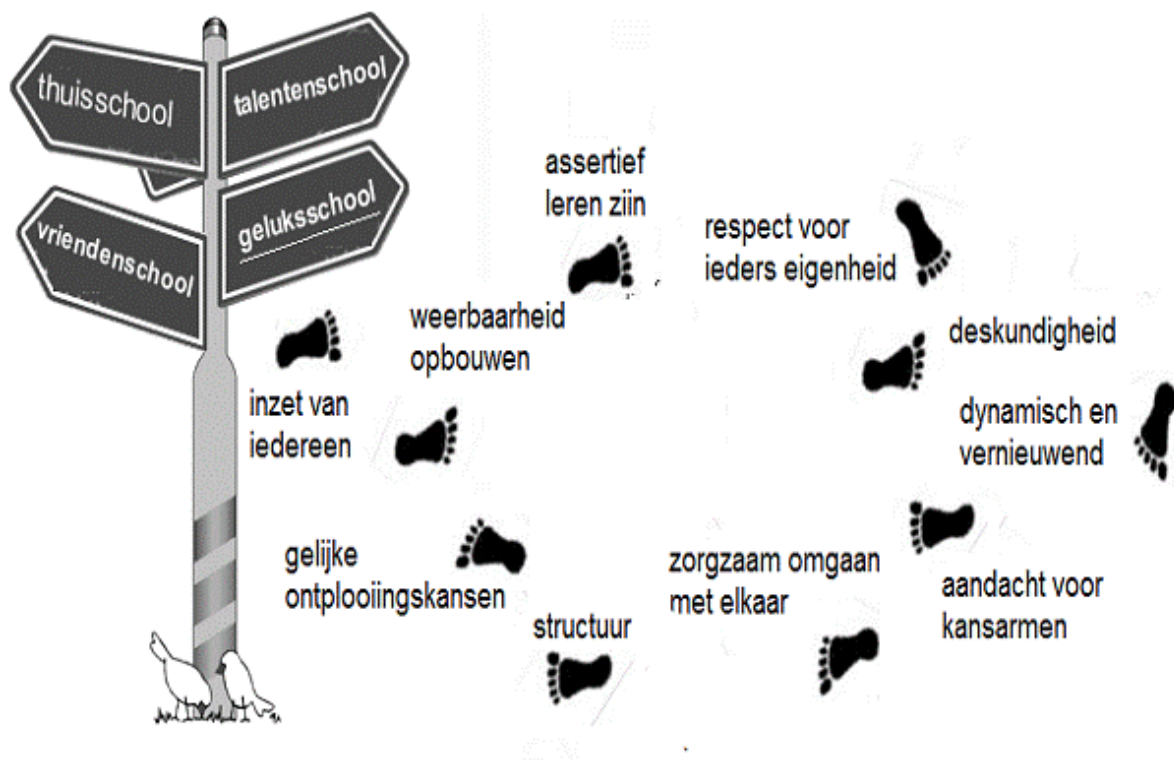 thuisschool
talentenschool
vriendenschool
geluksschool
assertief
leren zijn
respect voor
ieders eigenheid
weerbaarheid
opbouwen
deskundigheid
inzet van
iedereen
dynamisch en
vernieuwend
gelijke
ontplooiingskansen
zorgzaam omgaan
met elkaar
aandacht voor
kansarmen
structuur